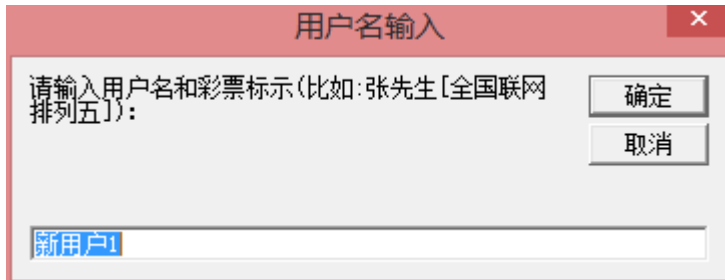 用户名输入
×
请输入用户名和彩票标示(比如:张先生[全国联网
排列五]):
确定
取消
新用户1